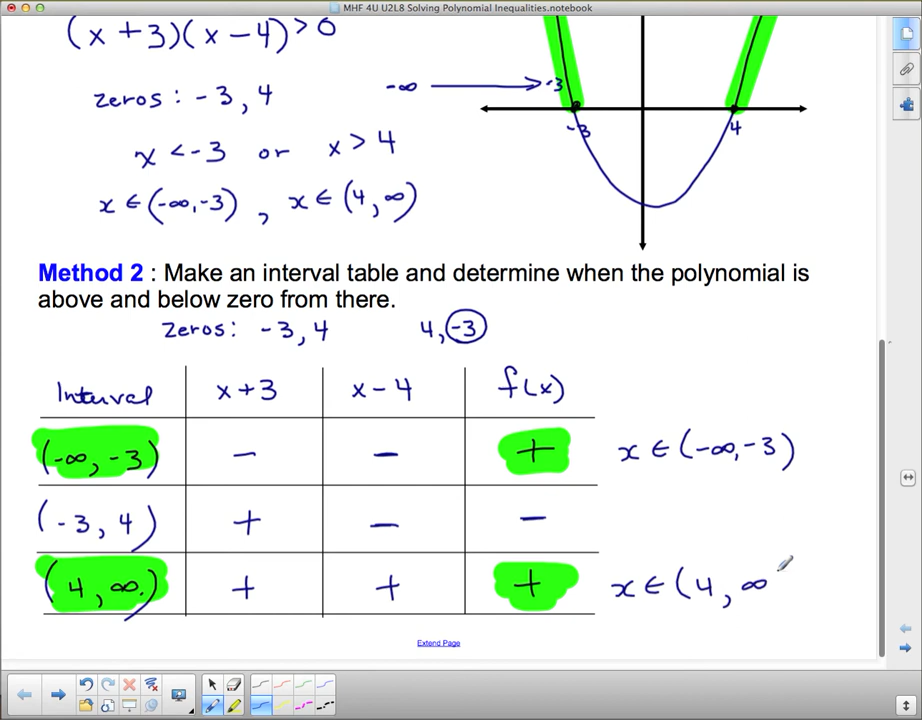 MHF 4U U2L8 Solving Polynomial Inequalities.notebook
(x+3)(x-4)>0
zeros: -3, 4
-∞ → -3
-3 4
x < -3 or x > 4
x ∈ (-∞, -3), x ∈ (4, ∞)
Method 2 : Make an interval table and determine when the polynomial is
above and below zero from there.
zeros: -3, 4 4, -3
Interval x+3 x-4 f(x)
(-∞, -3) - - + x ∈ (-∞, -3)
(-3, 4) + - -
(4, ∞) + + + x ∈ (4, ∞
Extend Page